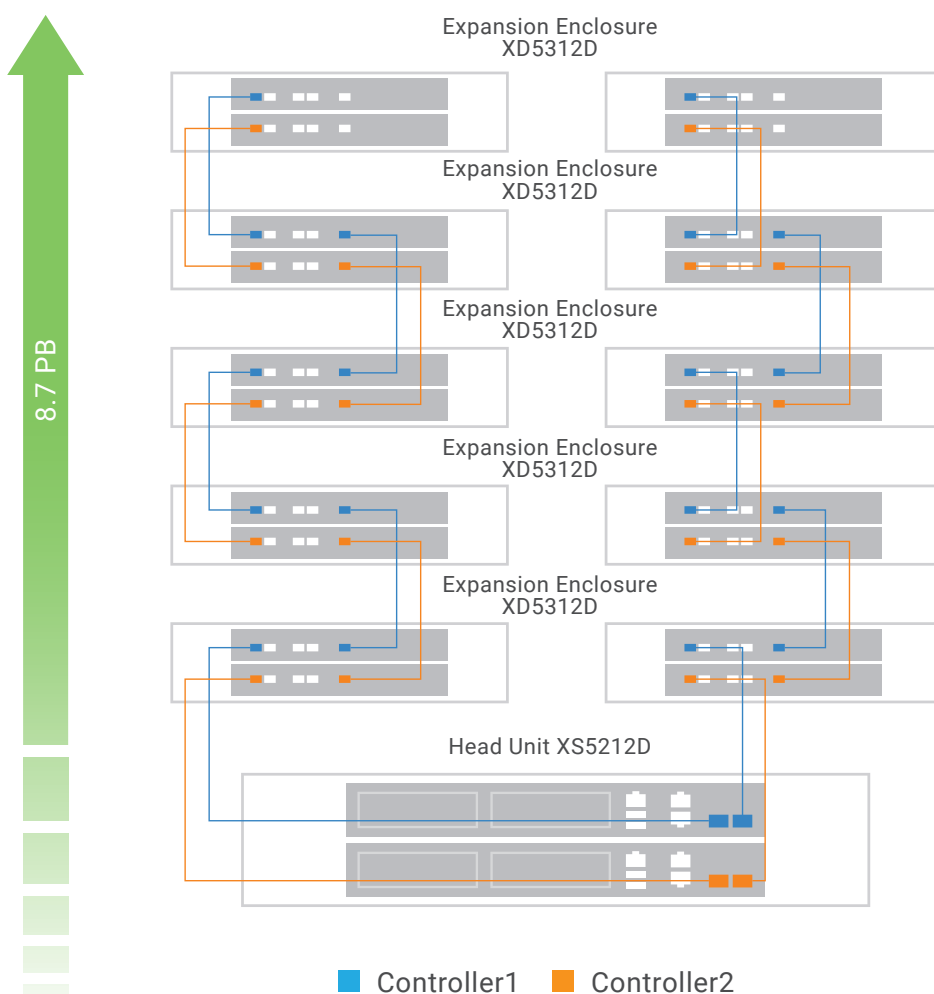 Expansion Enclosure
XD5312D
Expansion Enclosure
XD5312D
Expansion Enclosure
XD5312D
8.7 PB
Expansion Enclosure
XD5312D
Expansion Enclosure
XD5312D
Head Unit XS5212D
Controller1
Controller2